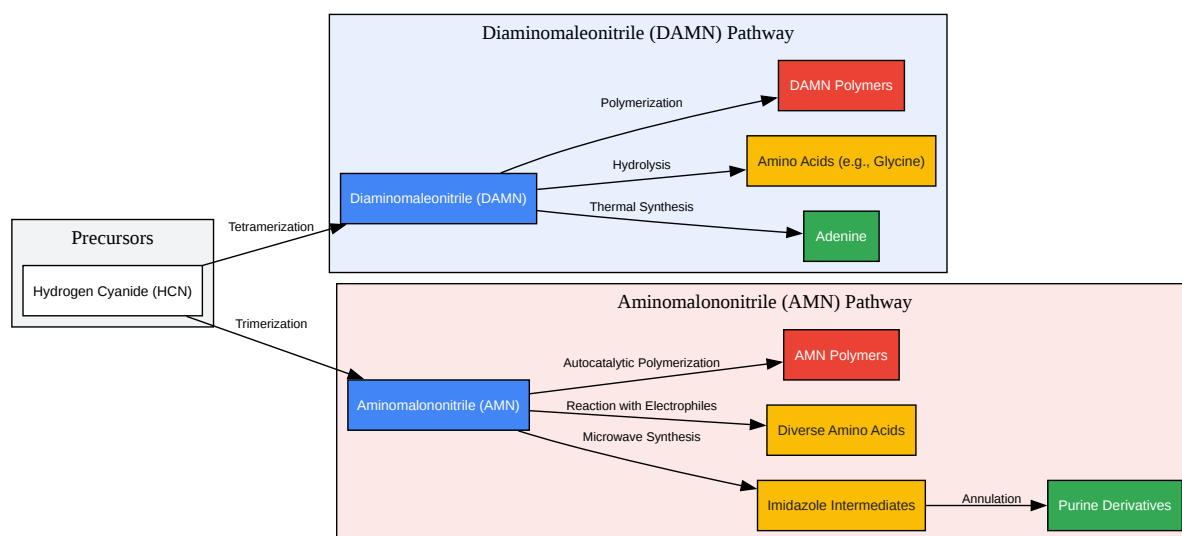 Diaminomaleonitrile (DAMN) Pathway
DAMN Polymers
Polymerization
Hydrolysis
Amino Acids (e.g., Glycine)
Diaminomaleonitrile (DAMN)
Thermal Synthesis
Adenine
Precursors
Tetramerization
Hydrogen Cyanide (HCN)
Trimerization
Aminomalononitrile (AMN) Pathway
AMN Polymers
Autocatalytic Polymerization
Aminomalononitrile (AMN)
Reaction with Electrophiles
Diverse Amino Acids
Microwave Synthesis
Imidazole Intermediates
Annulation
Purine Derivatives